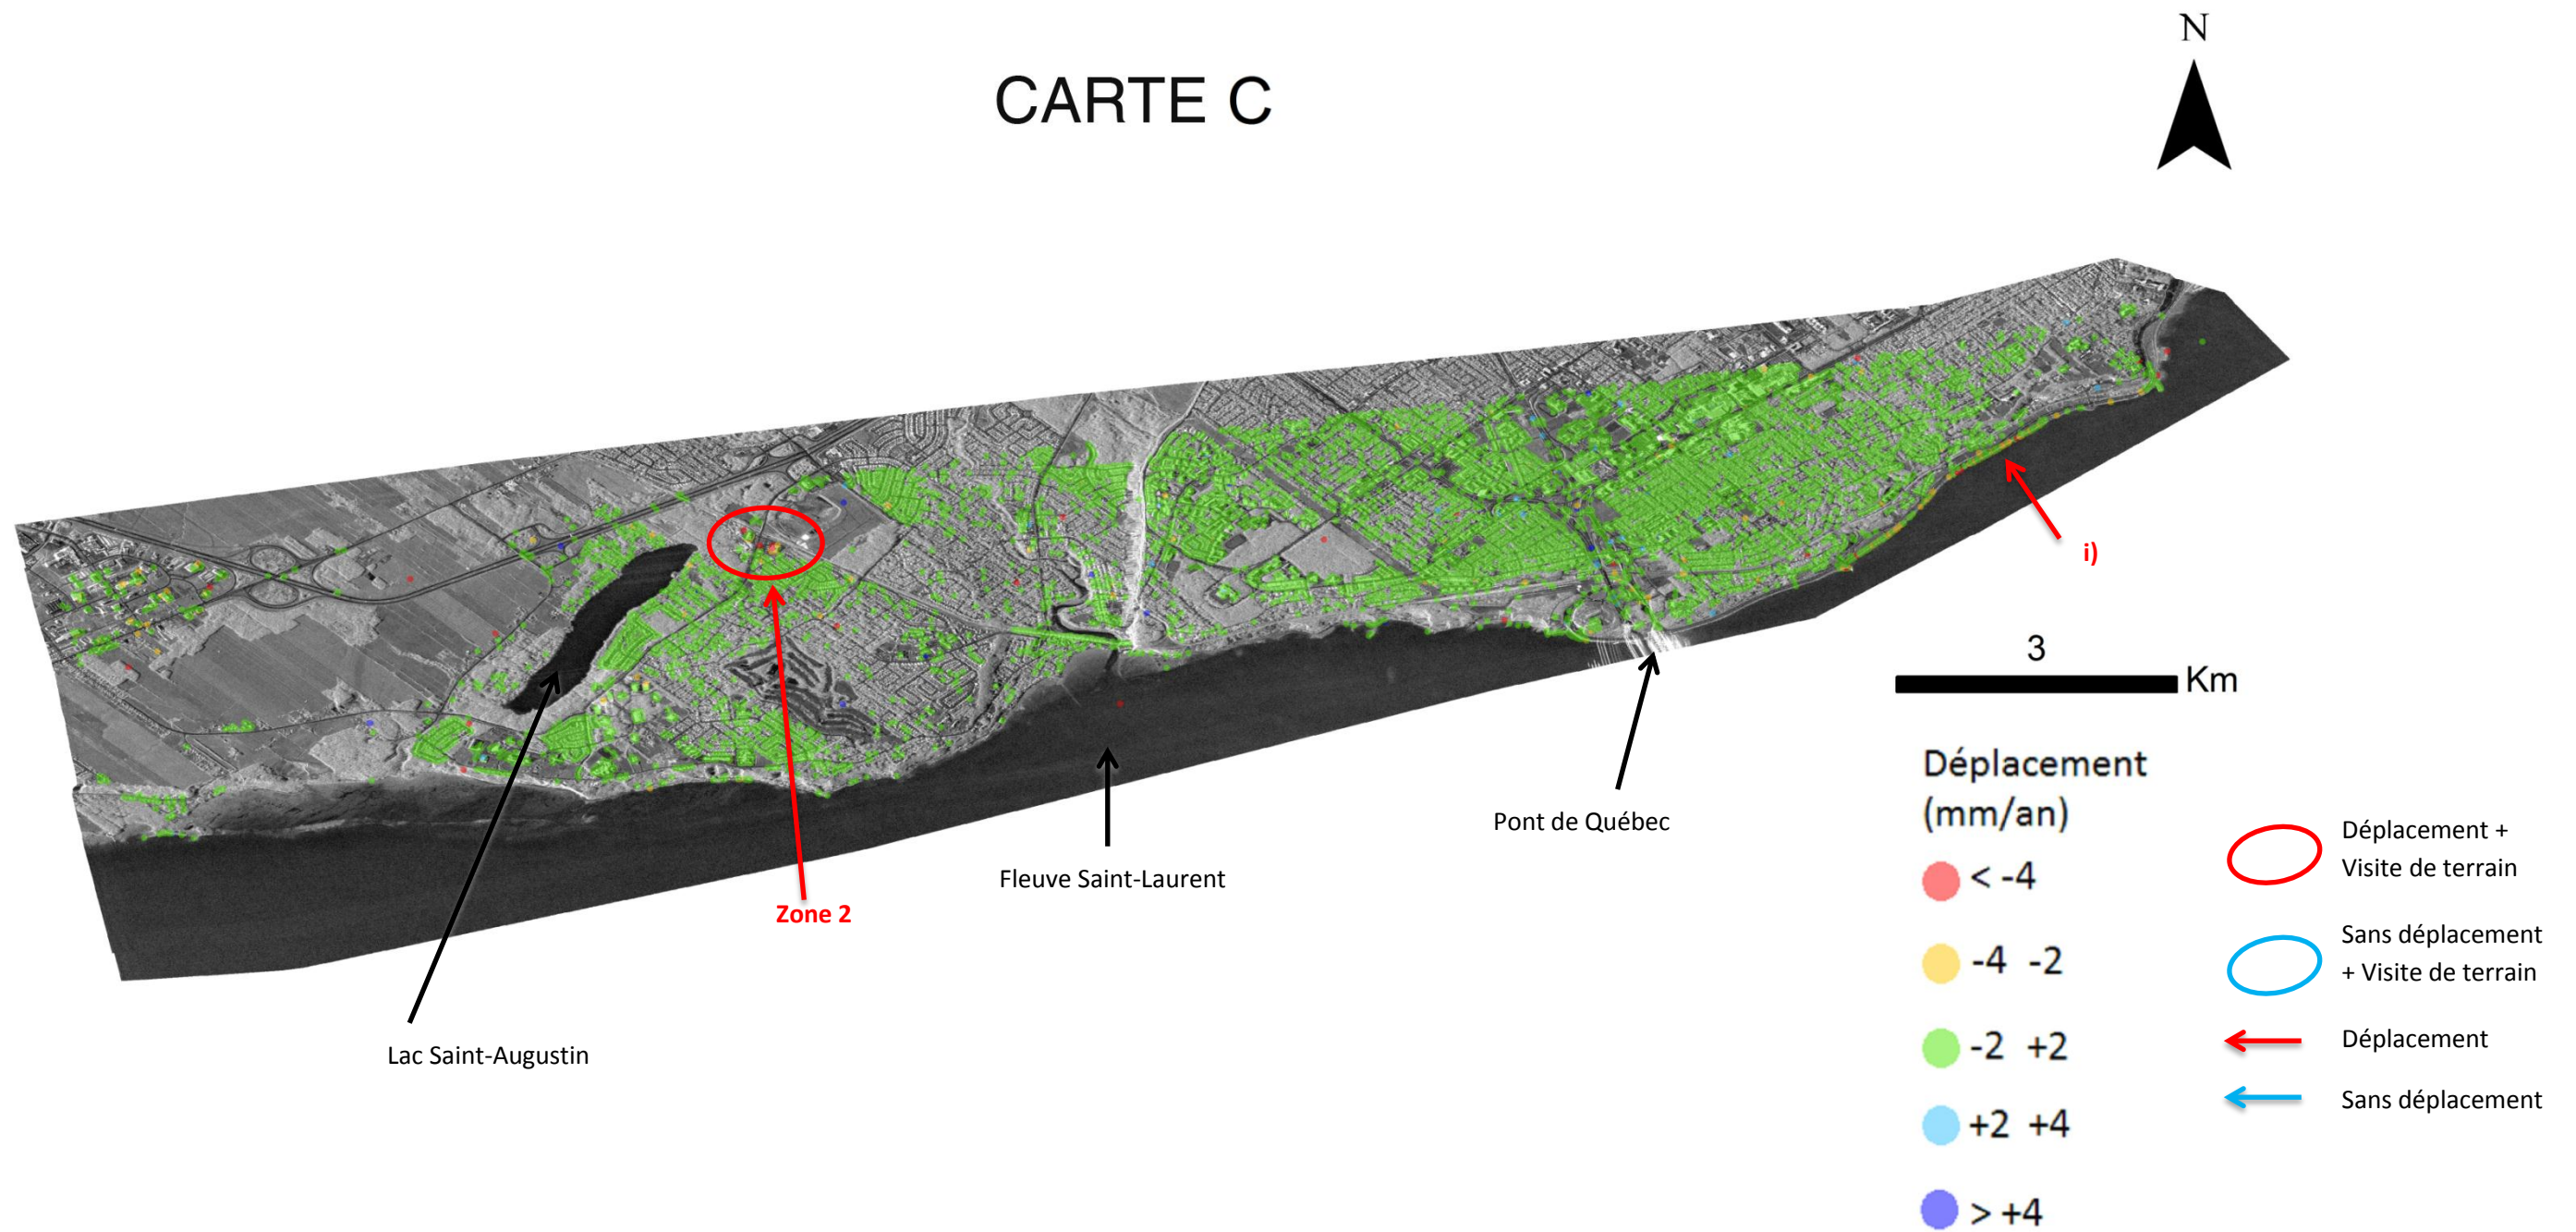 N
CARTE C
i)
3
Km
Déplacement
(mm/an)
< -4
-4 -2
-2 +2
+2 +4
> +4
Déplacement +
Visite de terrain
Sans déplacement
+ Visite de terrain
Déplacement
Sans déplacement
Pont de Québec
Fleuve Saint-Laurent
Zone 2
Lac Saint-Augustin